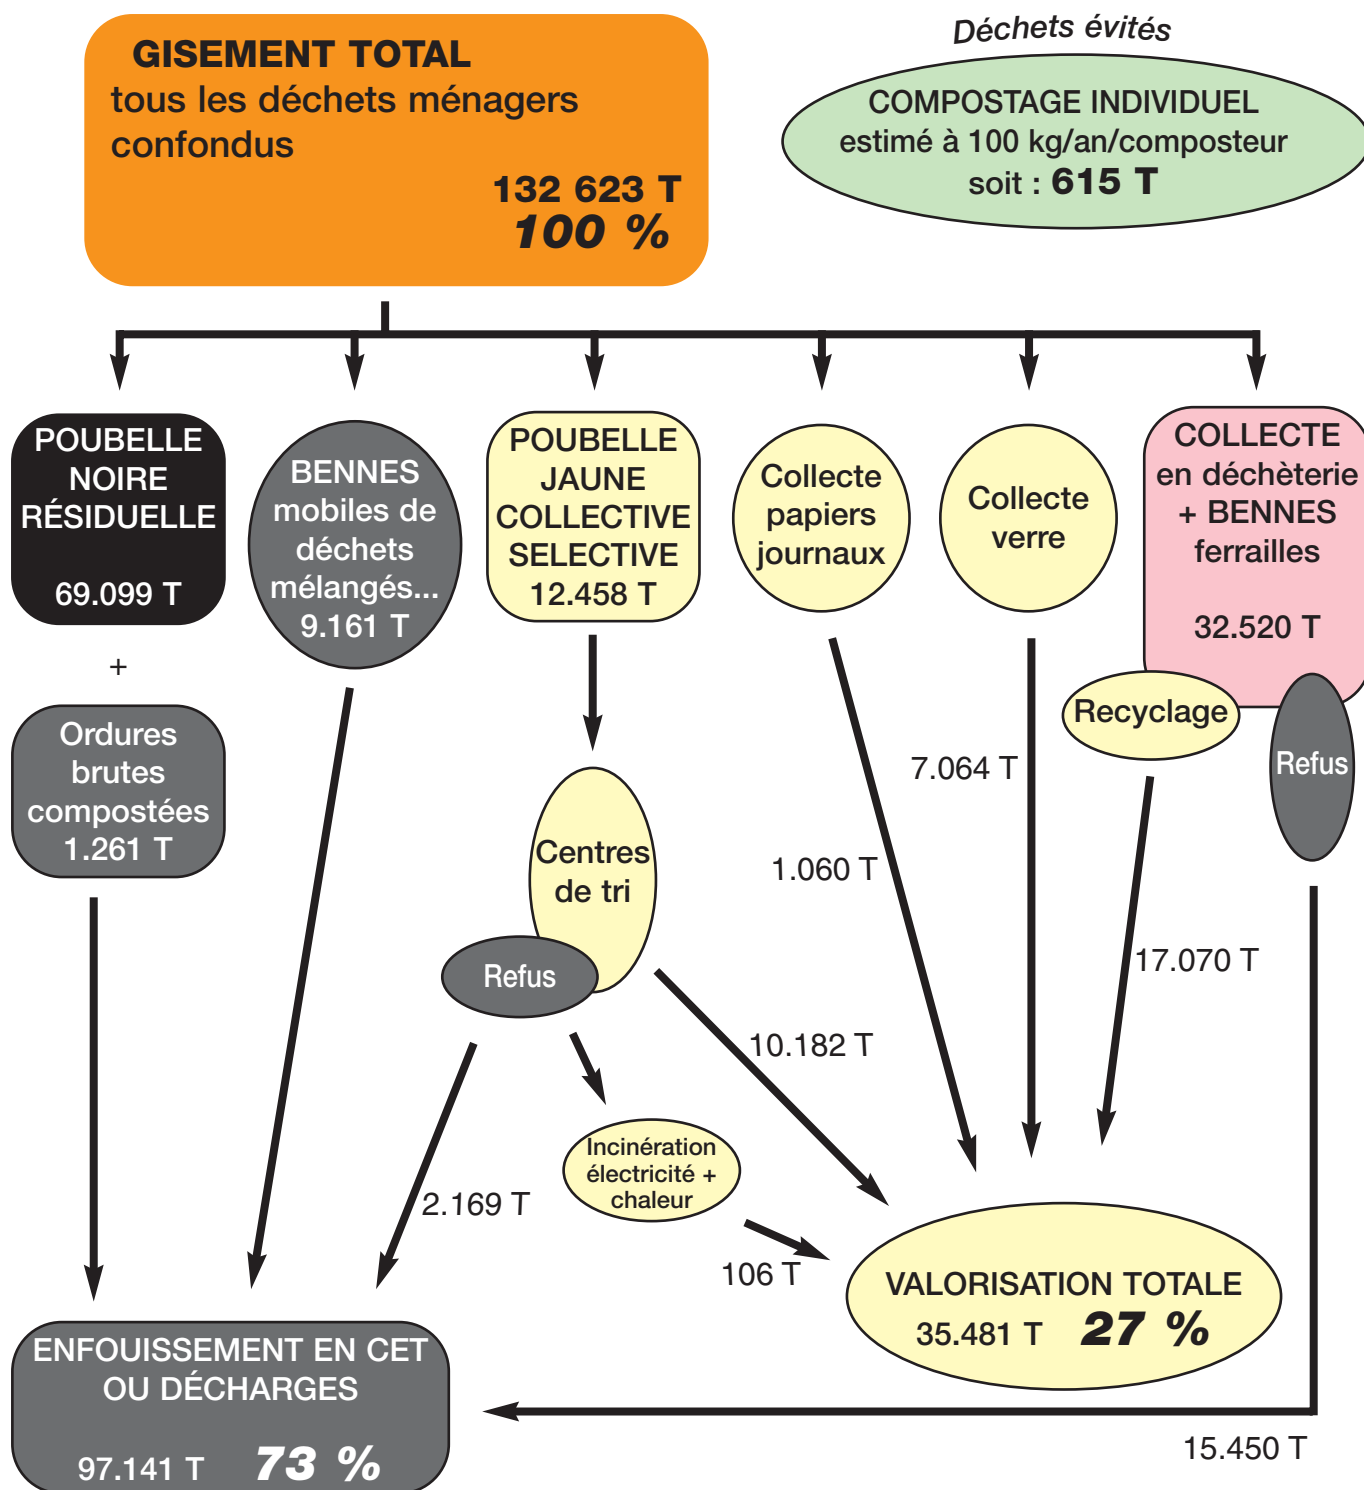 GISEMENT TOTAL
tous les déchets ménagers
confondus
132 623 T
100 %
Déchets évités
COMPOSTAGE INDIVIDUEL
estimé à 100 kg/an/composteur
soit : 615 T
POUBELLE
NOIRE
RÉSIDUELLE
69.099 T
+
Ordures
brutes
compostées
1.261 T
BENNES
mobiles de
déchets
mélangés...
9.161 T
POUBELLE
JAUNE
COLLECTIVE
SELECTIVE
12.458 T
Collecte
papiers
journaux
Collecte
verre
COLLECTE
en déchèterie
+ BENNES
ferrailles
32.520 T
Recyclage
Refus
Centres
de tri
Refus
7.064 T
1.060 T
17.070 T
10.182 T
Incinération
électricité +
chaleur
2.169 T
106 T
VALORISATION TOTALE
35.481 T 27 %
ENFOUISSEMENT EN CET
OU DÉCHARGES
97.141 T 73 %
15.450 T